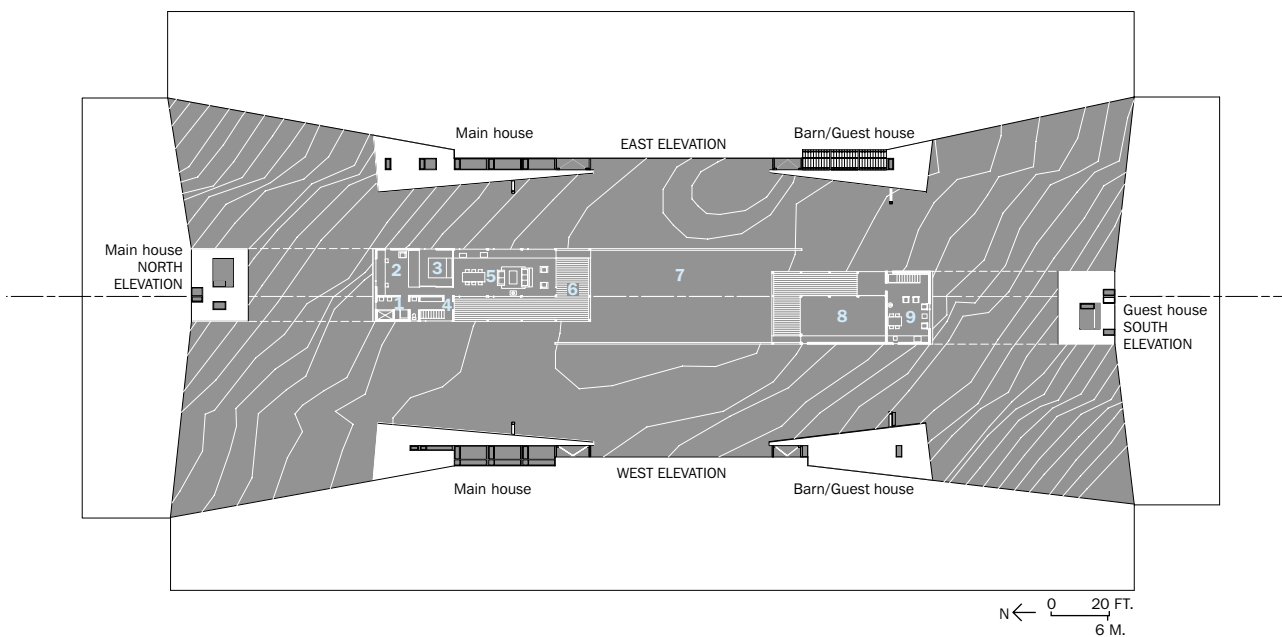 Main house
EAST ELEVATION
Barn/Guest house
Main house
NORTH
ELEVATION
2
3
5
6
7
1
4
8
9
Guest house
SOUTH
ELEVATION
WEST ELEVATION
Main house
Barn/Guest house
N
0 20 FT.
6 M.